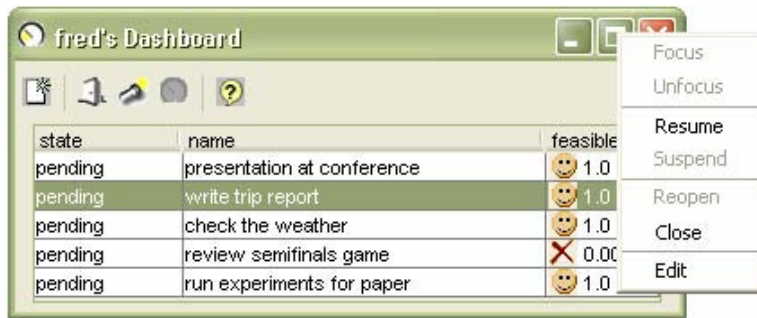 fred's Dashboard
state name feasible
pending presentation at conference 1.0
pending write trip report 1.0
pending check the weather 1.0
pending review semifinals game 0.00
pending run experiments for paper 1.0
Focus
Unfocus
Resume
Suspend
Reopen
Close
Edit